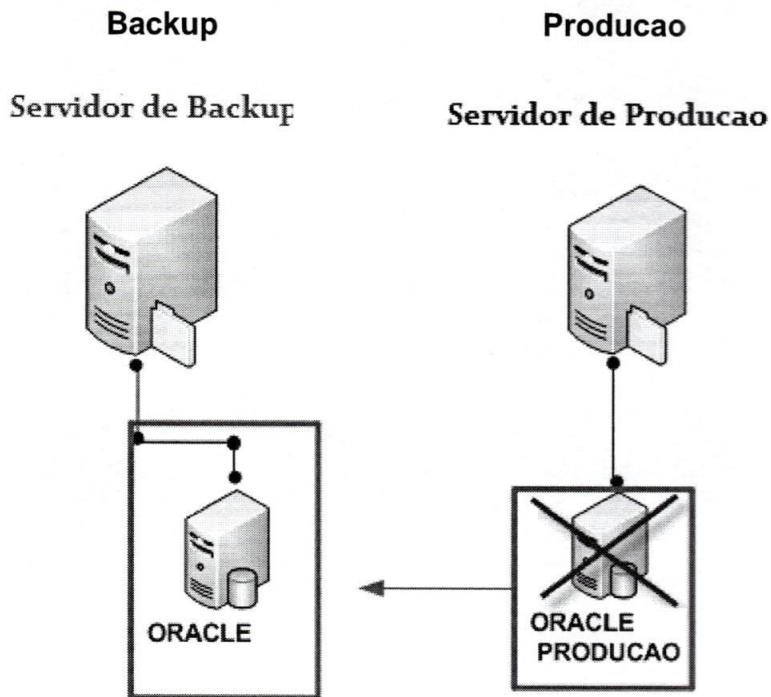 Backup
Producao
Servidor de Backup
Servidor de Producao
ORACLE
ORACLE
PRODUCAO